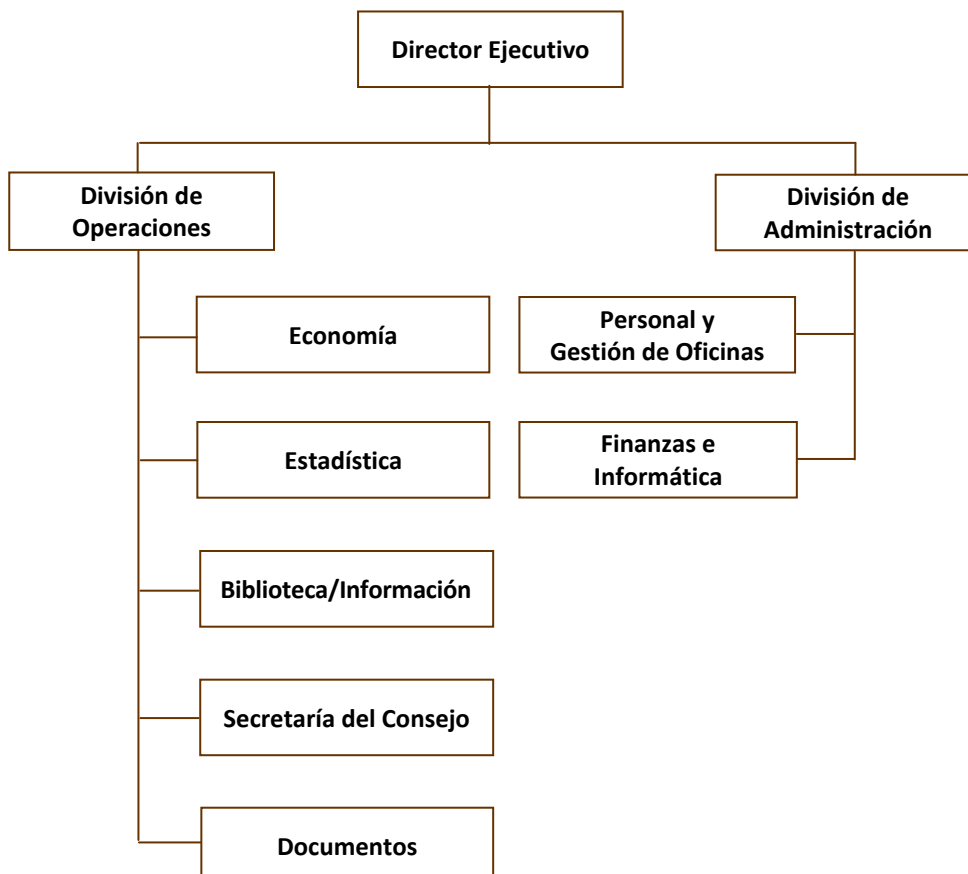 Director Ejecutivo
División de
Operaciones
División de
Administración
Economía
Personal y
Gestión de Oficinas
Estadística
Finanzas e
Informática
Biblioteca/Información
Secretaría del Consejo
Documentos